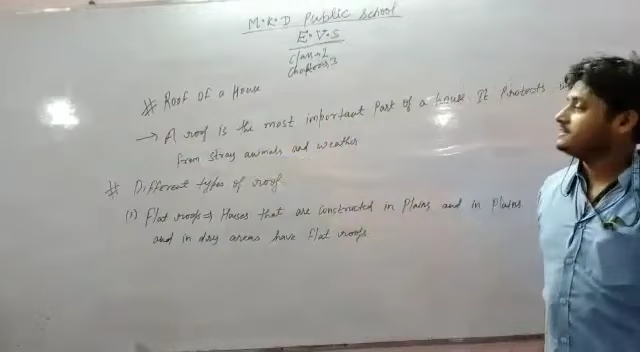 M.K.D Public School
E.V.S
Class-2
Chapter-3
# Roof of a House
→ A roof is the most important part of a house. It protects
from stray animals and weather
# Different types of roof
(1) Flat roofs ⇒ Houses that are constructed in Plains and in Plains
and in dry areas have flat roofs